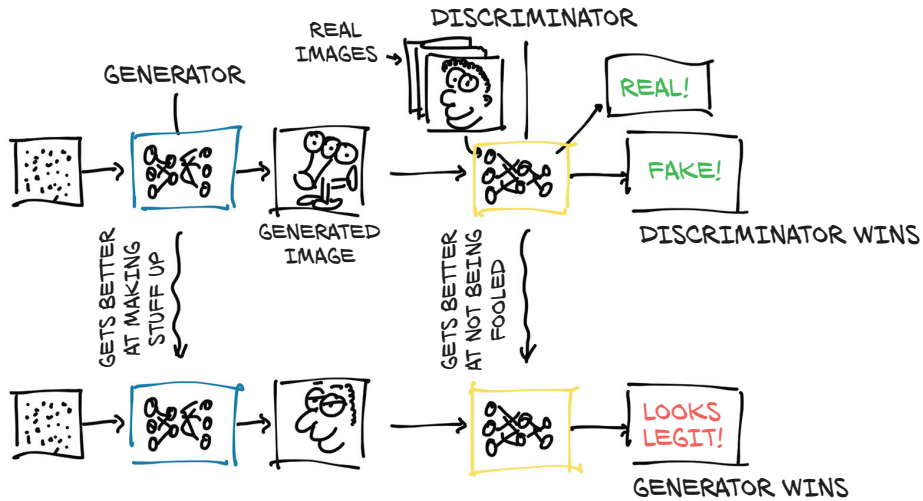 DISCRIMINATOR
REAL
IMAGES
GENERATOR
REAL!
FAKE!
GENERATED
IMAGE
DISCRIMINATOR WINS
GETS BETTER
AT MAKING
STUFF UP
GETS BETTER
AT NOT BEING
FOOLED
LOOKS
LEGIT!
GENERATOR WINS